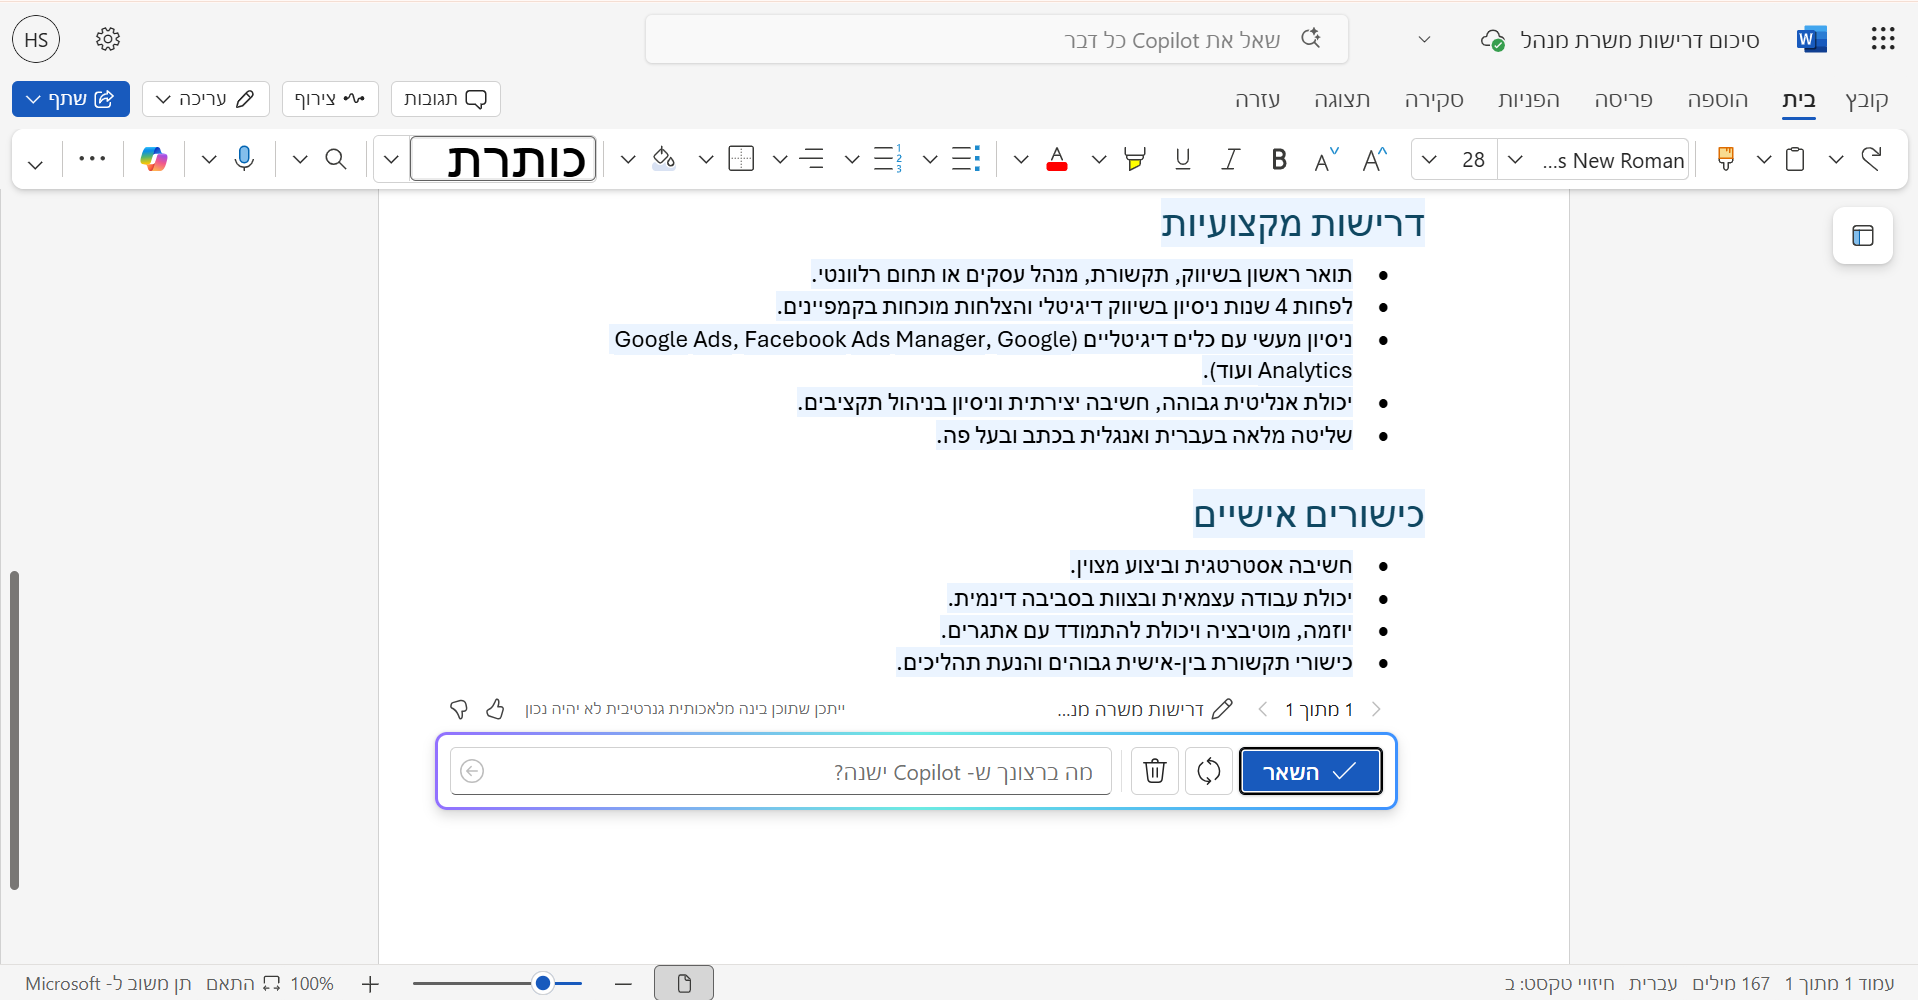 סיכום דרישות משרת מנהל
שאל את Copilot כל דבר
HS
קובץ
בית
הוספה
פריסה
הפניות
סקירה
תצוגה
עזרה
תגובות
צירוף
עריכה
שתף
s New Roman...
28
כותרת
דרישות מקצועיות
• תואר ראשון בשיווק, תקשורת, מנהל עסקים או תחום רלוונטי.
• לפחות 4 שנות ניסיון בשיווק דיגיטלי והצלחות מוכחות בקמפיינים.
• ניסיון מעשי עם כלים דיגיטליים (Google Ads, Facebook Ads Manager, Google
Analytics ועוד).
• יכולת אנליטית גבוהה, חשיבה יצירתית וניסיון בניהול תקציבים.
• שליטה מלאה בעברית ואנגלית בכתב ובעל פה.
כישורים אישיים
• חשיבה אסטרטגית וביצוע מצוין.
• יכולת עבודה עצמאית ובצוות בסביבה דינמית.
• יוזמה, מוטיבציה ויכולת להתמודד עם אתגרים.
• כישורי תקשורת בין-אישית גבוהים והנעת תהליכים.
1 מתוך 1
דרישות משרה מנ...
ייתכן שתוכן בינה מלאכותית גנרטיבית לא יהיה נכון
השאר
מה ברצונך ש- Copilot ישנה?
עמוד 1 מתוך 1
167 מילים
עברית
חיזויי טקסט: ב
100%
התאם
תן משוב ל- Microsoft